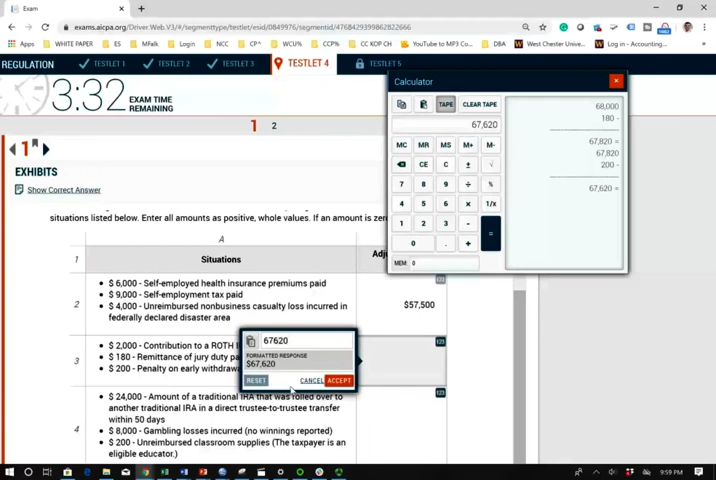 Exam
exams.aicpa.org/Driver.Web.V3/#/segmenttype/testlet/esid/0849976/segmentid/4768429399862822666
Apps WHITE PAPER ES MFalk Login NCC CP^ WCU% CCP% CC KOP CH YouTube to MP3 Co... DBA West Chester Unive... Log in - Accounting...
REGULATION TESTLET 1 TESTLET 2 TESTLET 3 TESTLET 4 TESTLET 5
3:32 EXAM TIME
REMAINING
1 2
1
EXHIBITS
Show Correct Answer
situations listed below. Enter all amounts as positive, whole values. If an amount is zero
A
1 Situations Adju
2
• $ 6,000 - Self-employed health insurance premiums paid
• $ 9,000 - Self-employment tax paid
• $ 4,000 - Unreimbursed nonbusiness casualty loss incurred in
federally declared disaster area
$57,500
123
3
• $ 2,000 - Contribution to a ROTH I
• $ 180 - Remittance of jury duty pa
• $ 200 - Penalty on early withdrawa
123
67620
FORMATTED RESPONSE
$67,620
RESET CANCEL ACCEPT
4
• $ 24,000 - Amount of a traditional IRA that was rolled over to
another traditional IRA in a direct trustee-to-trustee transfer
within 50 days
• $ 8,000 - Gambling losses incurred (no winnings reported)
• $ 200 - Unreimbursed classroom supplies (The taxpayer is an
eligible educator.)
123
Calculator ×
TAPE CLEAR TAPE
67,620
MC MR MS M+ M-
CE C ± √
7 8 9 ÷ %
4 5 6 × 1/x
1 2 3 - =
0 . +
MEM: 0
68,000
180 -
67,820 =
67,820
200 -
67,620 =
9:59 PM